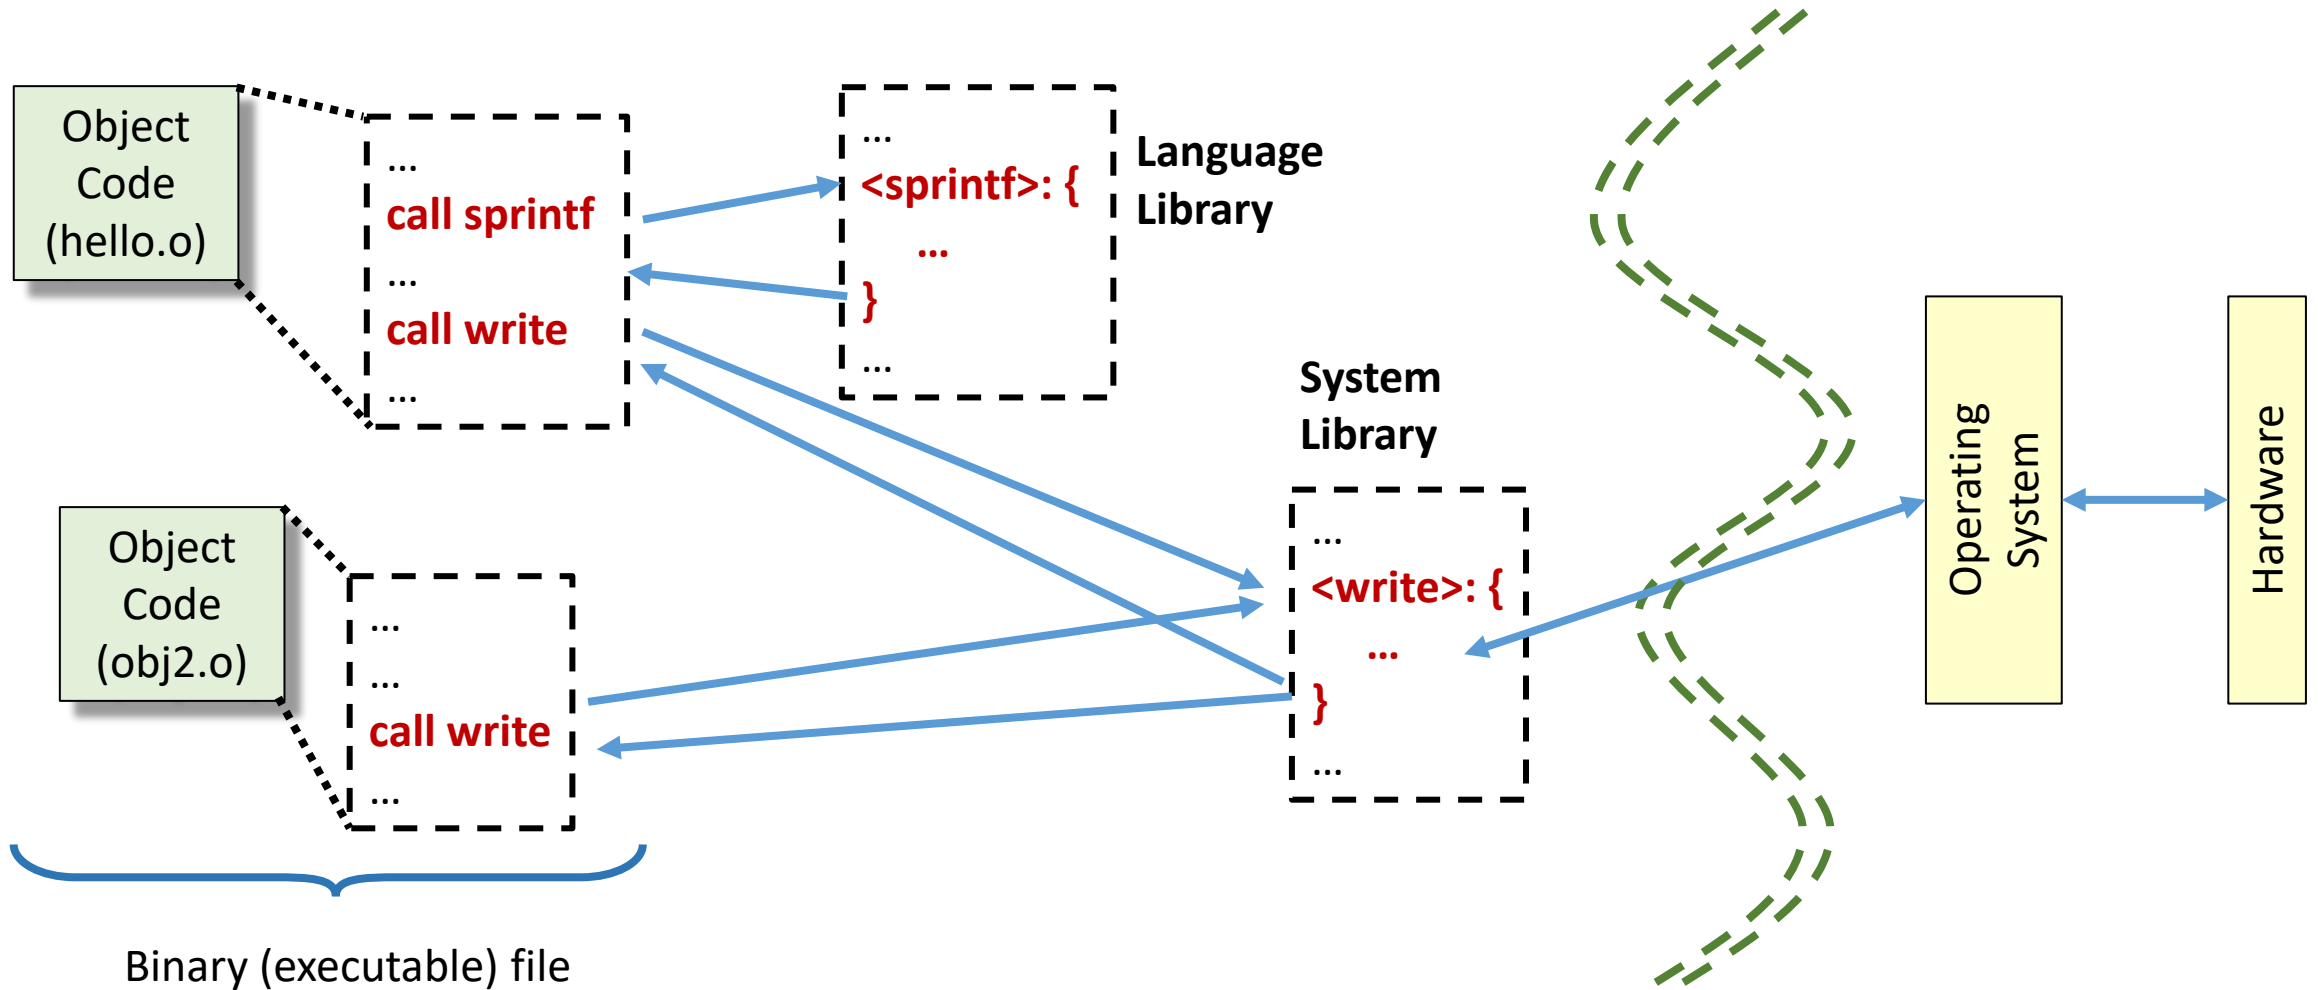 Object
Code
(hello.o)
...
call sprintf
...
call write
...
...
<sprintf>: {
...
}
...
Language
Library
Object
Code
(obj2.o)
...
...
call write
...
System
Library
...
<write>: {
...
}
...
Operating
System
Hardware
Binary (executable) file